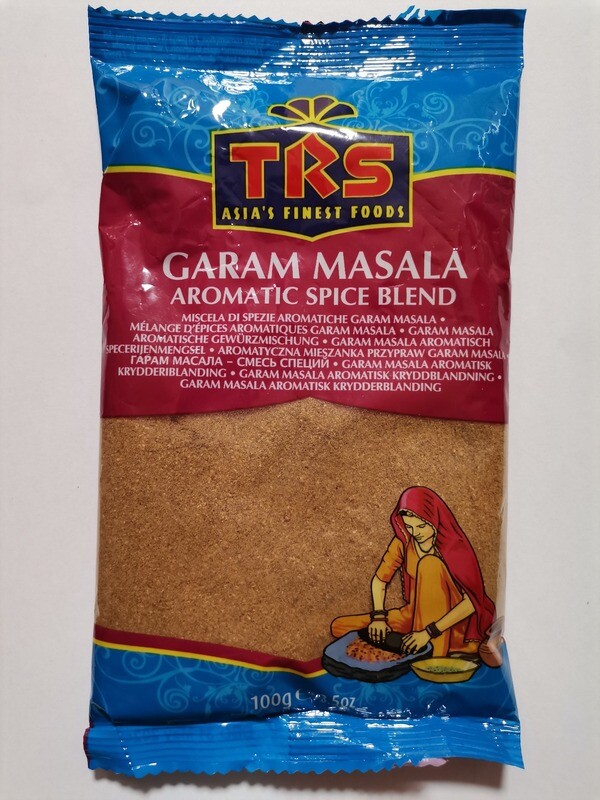 TRS
ASIA'S FINEST FOODS
GARAM MASALA
AROMATIC SPICE BLEND
MISCELA DI SPEZIE AROMATICHE GARAM MASALA •
MÉLANGE D'ÉPICES AROMATIQUES GARAM MASALA • GARAM MASALA
AROMATISCHE GEWÜRZMISCHUNG • GARAM MASALA AROMATISCH
SPECERIJENMENGSEL • AROMATYCZNA MIESZANKA PRZYPRAW GARAM MASALA •
ГАРАМ МАСАЛА – СМЕСЬ СПЕЦИЙ • GARAM MASALA AROMATISK
KRYDDERIBLANDING • GARAM MASALA AROMATISK KRYDDBLANDNING •
GARAM MASALA AROMATISK KRYDDERBLANDING
100g ℮ 3.5oz